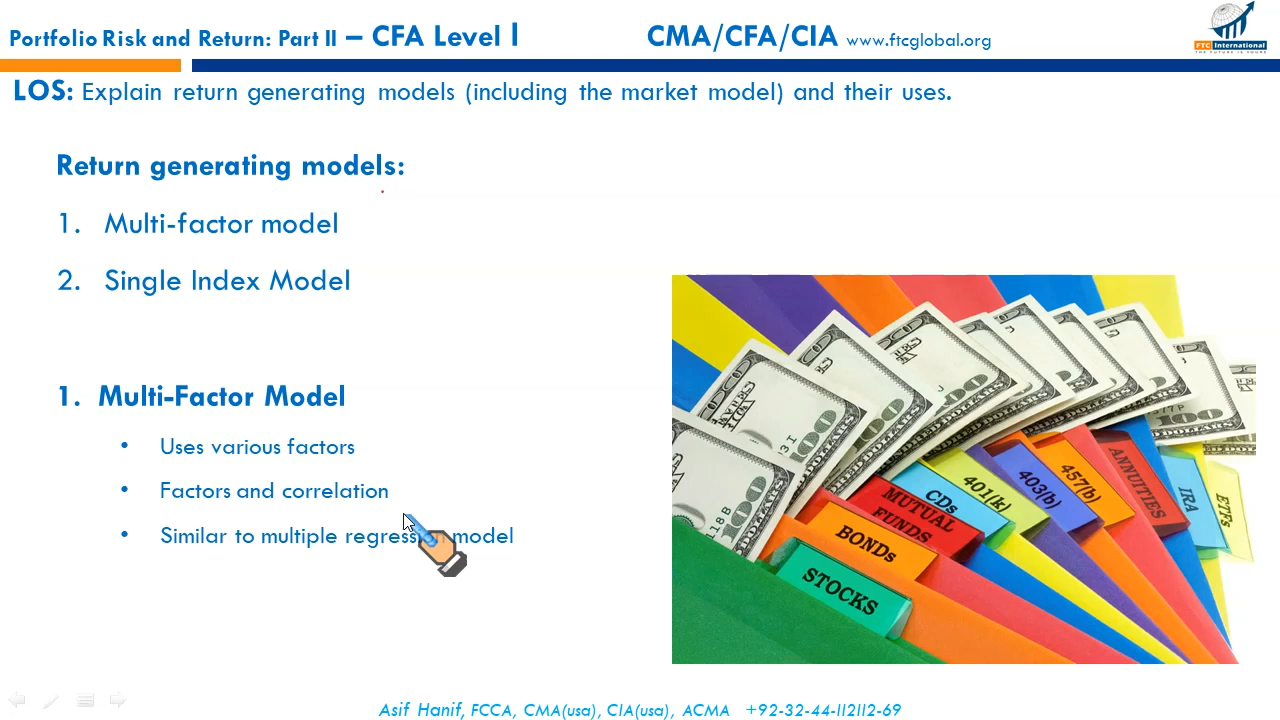 Portfolio Risk and Return: Part II – CFA Level I CMA/CFA/CIA www.ftcglobal.org
FTC International
LOS: Explain return generating models (including the market model) and their uses.
Return generating models:
1. Multi-factor model
2. Single Index Model
1. Multi-Factor Model
• Uses various factors
• Factors and correlation
• Similar to multiple regression model
STOCKS
BONDs
MUTUAL
FUNDS
CDs
401(k)
403(b)
457(b)
ANNUITIES
IRA
ETFs
100
Asif Hanif, FCCA, CMA(usa), CIA(usa), ACMA +92-32-44-112112-69